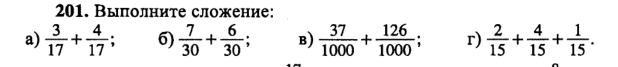 201. Выполните сложение:
а) 3/17 + 4/17; б) 7/30 + 6/30; в) 37/1000 + 126/1000; г) 2/15 + 4/15 + 1/15.